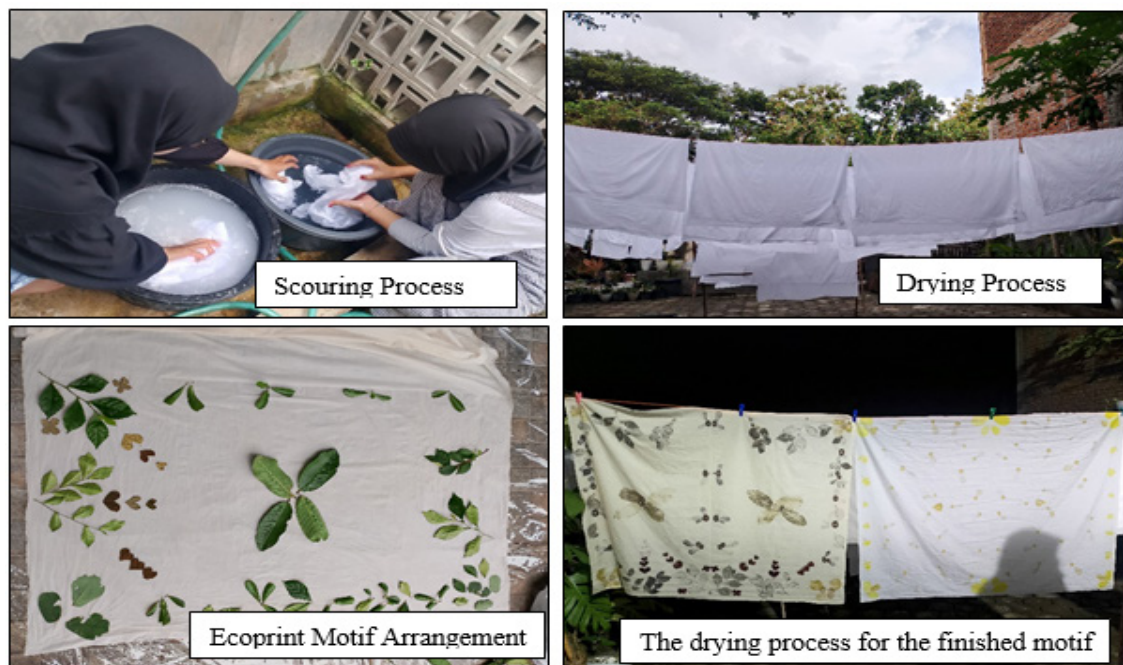 Scouring Process
Drying Process
Ecoprint Motif Arrangement
The drying process for the finished motif